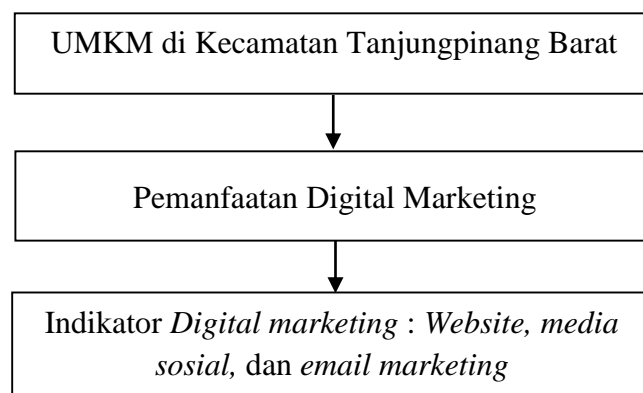 UMKM di Kecamatan Tanjungpinang Barat
Pemanfaatan Digital Marketing
Indikator Digital marketing : Website, media
sosial, dan email marketing